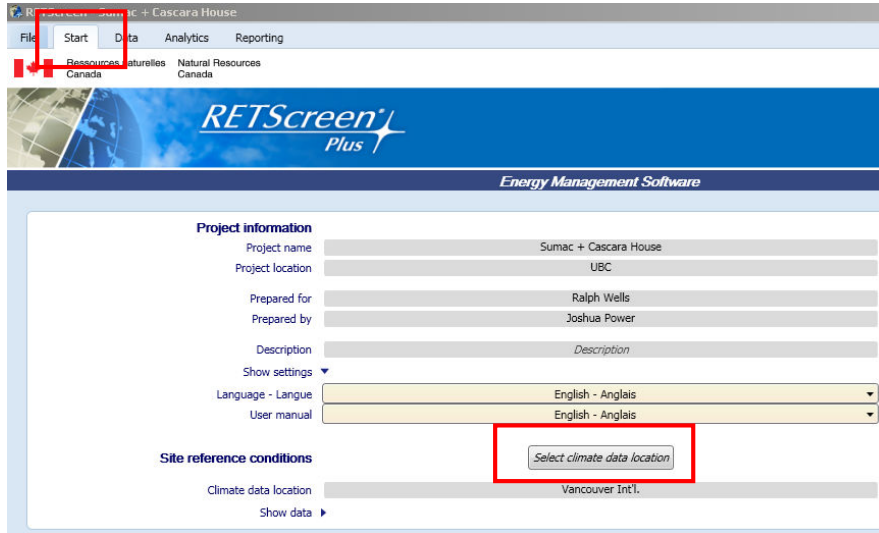 RETScreen - Sumac + Cascara House
File Start Data Analytics Reporting
Ressources naturelles Natural Resources
Canada Canada
RETScreen
Plus
Energy Management Software
Project information
Project name Sumac + Cascara House
Project location UBC
Prepared for Ralph Wells
Prepared by Joshua Power
Description Description
Show settings
Language - Langue English - Anglais
User manual English - Anglais
Site reference conditions Select climate data location
Climate data location Vancouver Int'l.
Show data